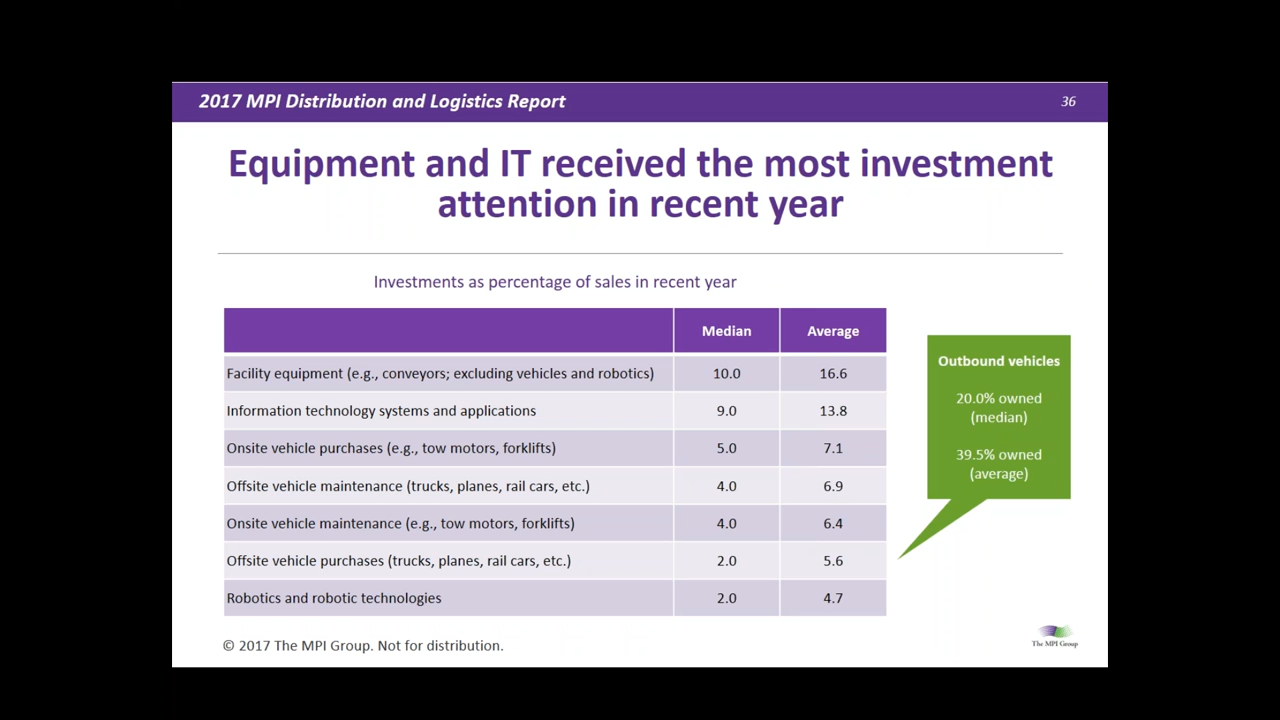 2017 MPI Distribution and Logistics Report
36
Equipment and IT received the most investment
attention in recent year
Investments as percentage of sales in recent year
Median Average
Facility equipment (e.g., conveyors; excluding vehicles and robotics) 10.0 16.6
Information technology systems and applications 9.0 13.8
Onsite vehicle purchases (e.g., tow motors, forklifts) 5.0 7.1
Offsite vehicle maintenance (trucks, planes, rail cars, etc.) 4.0 6.9
Onsite vehicle maintenance (e.g., tow motors, forklifts) 4.0 6.4
Offsite vehicle purchases (trucks, planes, rail cars, etc.) 2.0 5.6
Robotics and robotic technologies 2.0 4.7
Outbound vehicles
20.0% owned
(median)
39.5% owned
(average)
© 2017 The MPI Group. Not for distribution.
The MPI Group